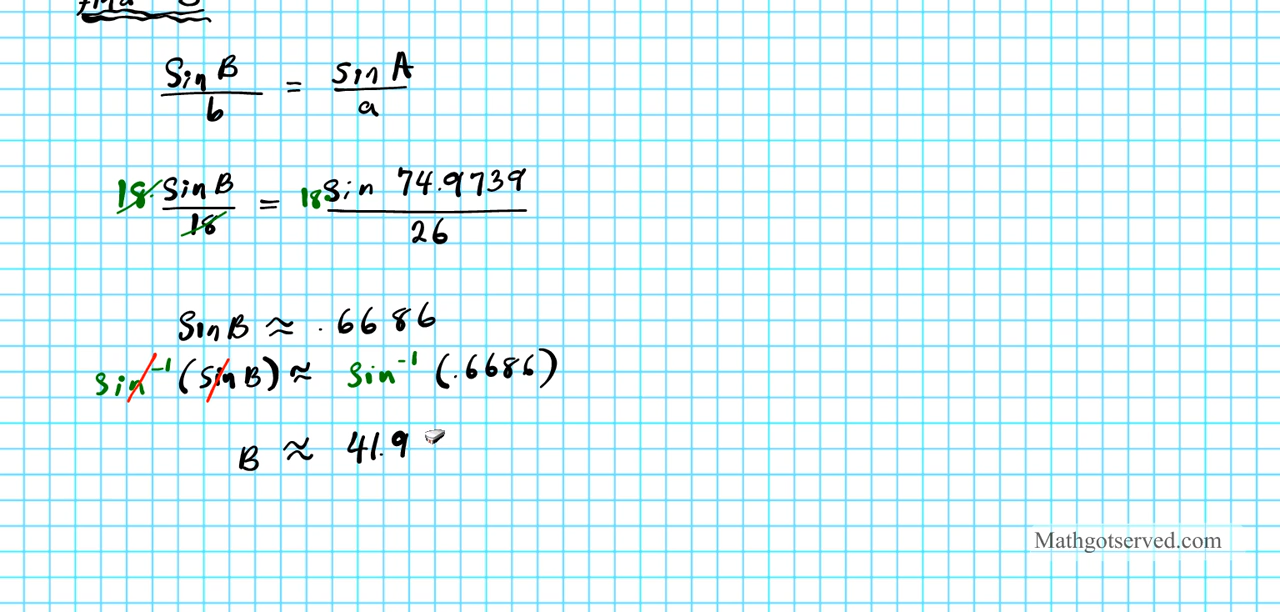 Sin B / b = sin A / a
18 · Sin B / 18 = 18 Sin 74.9739 / 26
Sin B ≈ .6686
Sin⁻¹ (Sin B) ≈ Sin⁻¹ (.6686)
B ≈ 41.9
Mathgotserved.com